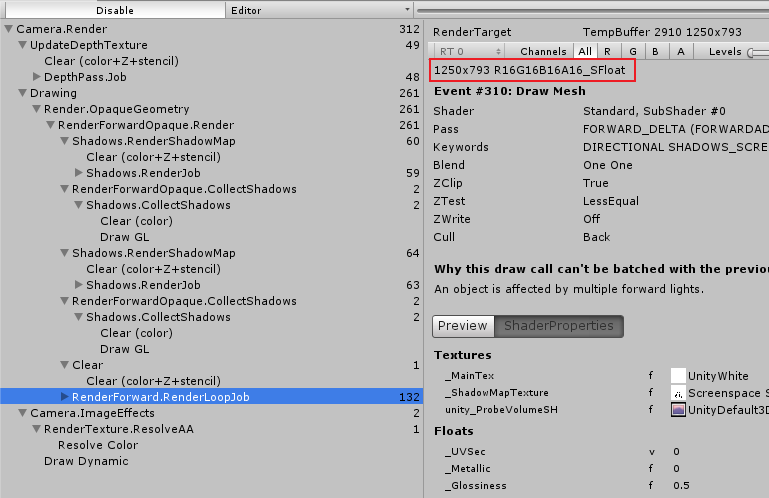 Disable Editor
Camera.Render 312
UpdateDepthTexture 49
Clear (color+Z+stencil)
DepthPass.Job 48
Drawing 261
Render.OpaqueGeometry 261
RenderForwardOpaque.Render 261
Shadows.RenderShadowMap 60
Clear (color+Z+stencil)
Shadows.RenderJob 59
RenderForwardOpaque.CollectShadows 2
Shadows.CollectShadows 2
Clear (color)
Draw GL
Shadows.RenderShadowMap 64
Clear (color+Z+stencil)
Shadows.RenderJob 63
RenderForwardOpaque.CollectShadows 2
Shadows.CollectShadows 2
Clear (color)
Draw GL
Clear 1
Clear (color+Z+stencil)
RenderForward.RenderLoopJob 132
Camera.ImageEffects 2
RenderTexture.ResolveAA 1
Resolve Color
Draw Dynamic
RenderTarget TempBuffer 2910 1250x793
RT 0 Channels All R G B A Levels
1250x793 R16G16B16A16_SFloat
Event #310: Draw Mesh
Shader Standard, SubShader #0
Pass FORWARD_DELTA (FORWARDAD
Keywords DIRECTIONAL SHADOWS_SCRE
Blend One One
ZClip True
ZTest LessEqual
ZWrite Off
Cull Back
Why this draw call can't be batched with the previou
An object is affected by multiple forward lights.
Preview ShaderProperties
Textures
_MainTex f UnityWhite
_ShadowMapTexture f Screenspace S
unity_ProbeVolumeSH f UnityDefault3D
Floats
_UVSec v 0
_Metallic f 0
_Glossiness f 0.5